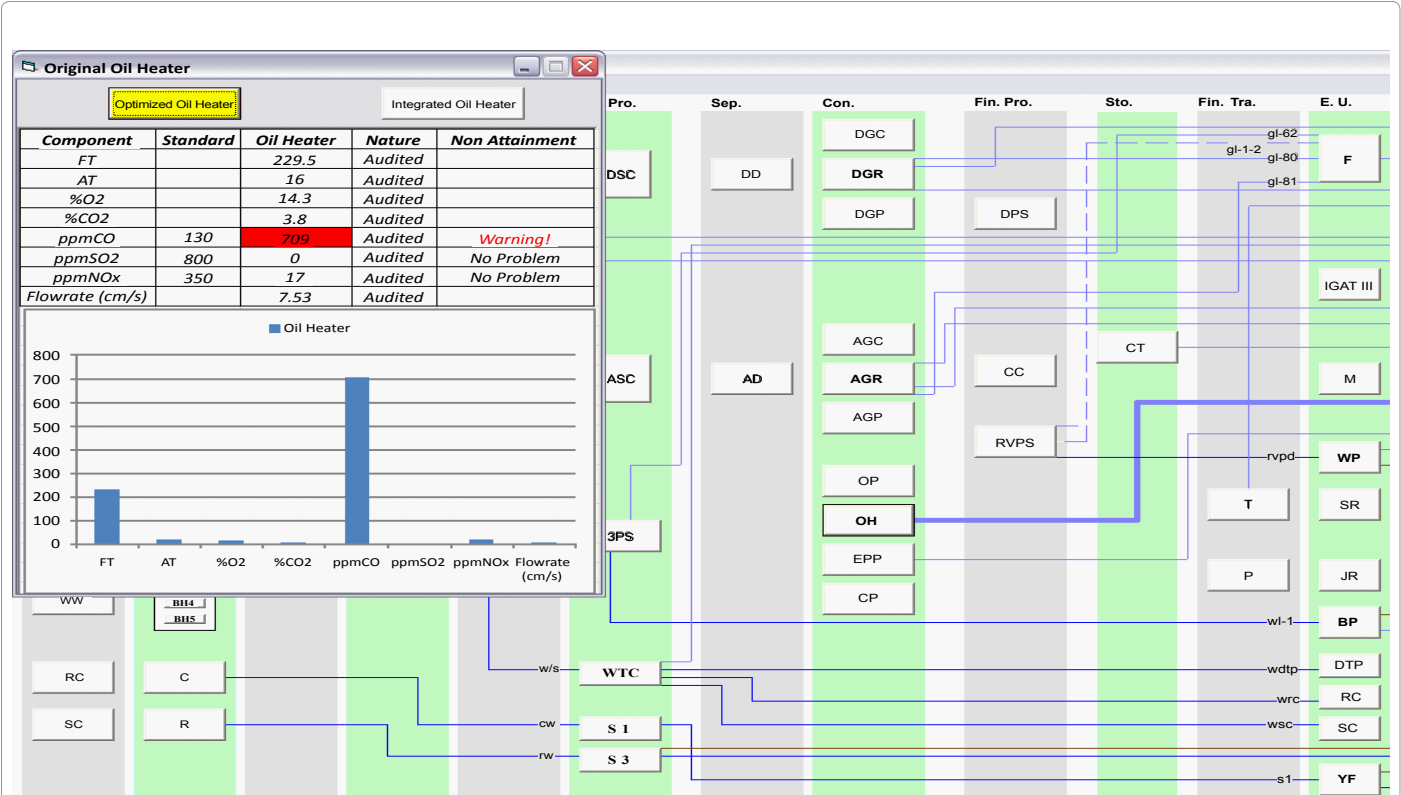 Original Oil Heater
Optimized Oil Heater Integrated Oil Heater
Component Standard Oil Heater Nature Non Attainment
FT 229.5 Audited
AT 16 Audited
%O2 14.3 Audited
%CO2 3.8 Audited
ppmCO 130 709 Audited Warning!
ppmSO2 800 0 Audited No Problem
ppmNOx 350 17 Audited No Problem
Flowrate (cm/s) 7.53 Audited
Oil Heater
800
700
600
500
400
300
200
100
0
FT AT %O2 %CO2 ppmCO ppmSO2 ppmNOx Flowrate
(cm/s)
Pro. Sep. Con. Fin. Pro. Sto. Fin. Tra. E. U.
DGC
gl-62
gl-1-2
gl-80
F
DSC DD DGR
gl-81
DGP DPS
IGAT III
AGC CT
CC
ASC AD AGR M
AGP
RVPS
rvpd WP
OP
T SR
OH
3PS
EPP
P JR
CP
WW BH4
BH5
wl-1 BP
w/s WTC wdtp DTP
RC C
wrc RC
SC R cw S 1 wsc SC
rw S 3
s1 YF